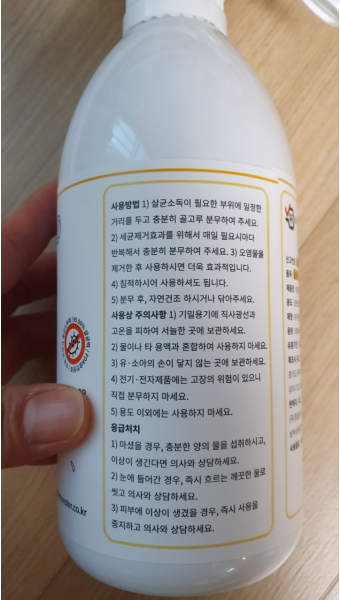 사용방법 1) 살균소독이 필요한 부위에 일정한
거리를 두고 충분히 골고루 분무하여 주세요.
2) 세균제거효과를 위해서 매일 필요시마다
반복해서 충분히 분무하여 주세요. 3) 오염물을
제거한 후 사용하시면 더욱 효과적입니다.
4) 침적하시어 사용하셔도 됩니다.
5) 분무 후, 자연건조 하시거나 닦아주세요.
사용상 주의사항 1) 기밀용기에 직사광선과
고온을 피하여 서늘한 곳에 보관하세요.
2) 물이나 타 용액과 혼합하여 사용하지 마세요.
3) 유·소아의 손이 닿지 않는 곳에 보관하세요.
4) 전기·전자제품에는 고장의 위험이 있으니
직접 분무하지 마세요.
5) 용도 이외에는 사용하지 마세요.
응급처치
1) 마셨을 경우, 충분한 양의 물을 섭취하시고,
이상이 생긴다면 의사와 상담하세요.
2) 눈에 들어간 경우, 즉시 흐르는 깨끗한 물로
씻고 의사와 상담하세요.
3) 피부에 이상이 생겼을 경우, 즉시 사용을
중지하고 의사와 상담하세요.